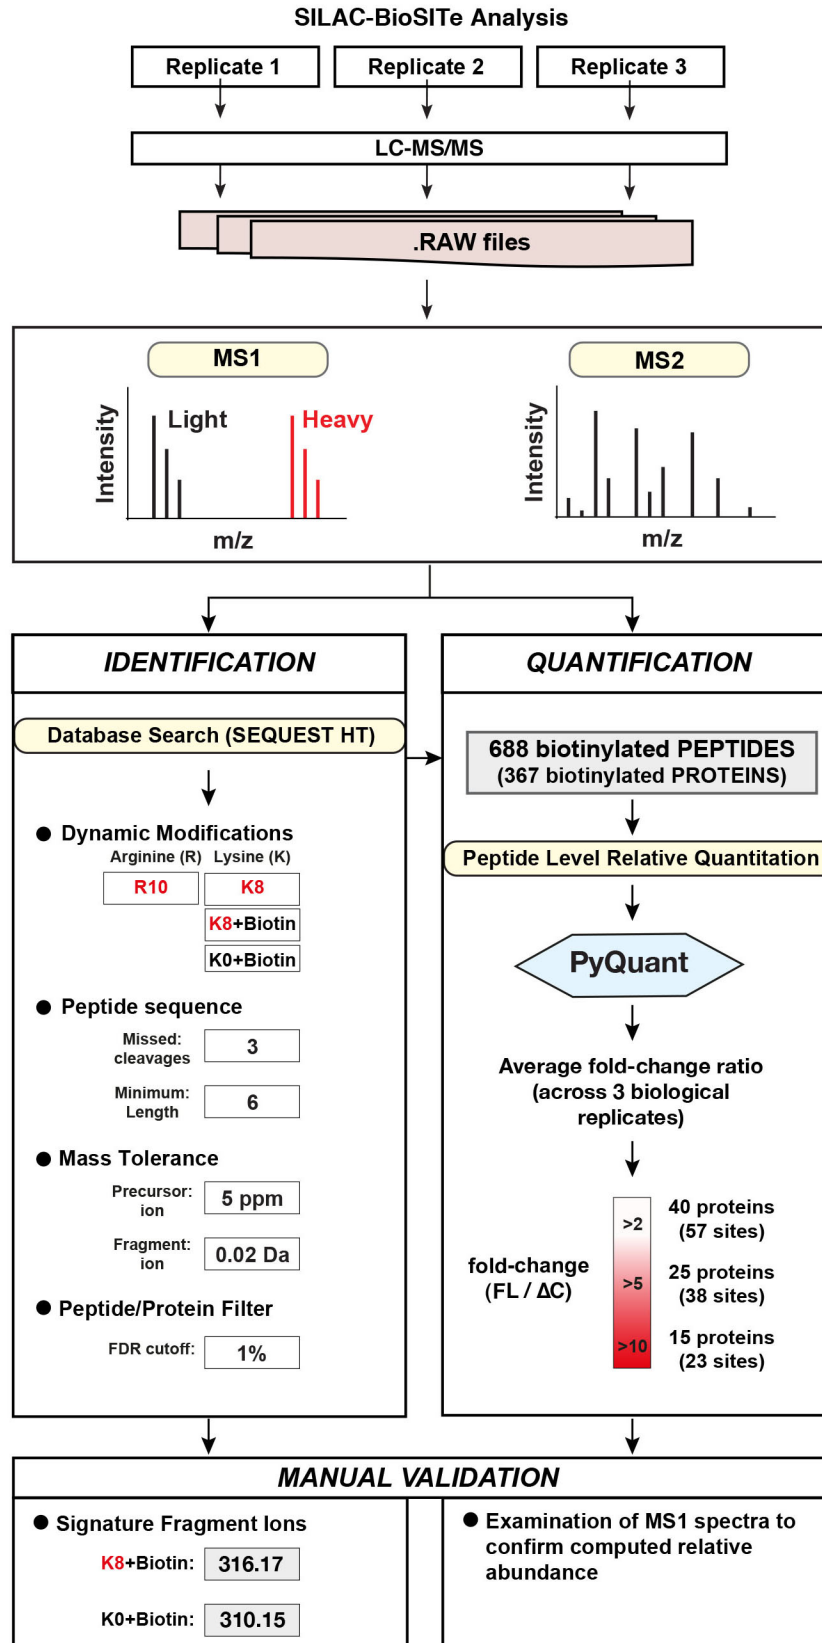 SILAC-BioSITe Analysis
Replicate 1
Replicate 2
Replicate 3
LC-MS/MS
.RAW files
MS1
MS2
Intensity
Light
Heavy
m/z
Intensity
m/z
IDENTIFICATION
Database Search (SEQUEST HT)
Dynamic Modifications
Arginine (R)
Lysine (K)
R10
K8
K8+Biotin
K0+Biotin
Peptide sequence
Missed:
cleavages
3
Minimum:
Length
6
Mass Tolerance
Precursor:
ion
5 ppm
Fragment:
ion
0.02 Da
Peptide/Protein Filter
FDR cutoff:
1%
QUANTIFICATION
688 biotinylated PEPTIDES
(367 biotinylated PROTEINS)
Peptide Level Relative Quantitation
PyQuant
Average fold-change ratio
(across 3 biological
replicates)
fold-change
(FL / ΔC)
>2
40 proteins
(57 sites)
>5
25 proteins
(38 sites)
>10
15 proteins
(23 sites)
MANUAL VALIDATION
Signature Fragment Ions
K8+Biotin:
316.17
K0+Biotin:
310.15
Examination of MS1 spectra to
confirm computed relative
abundance